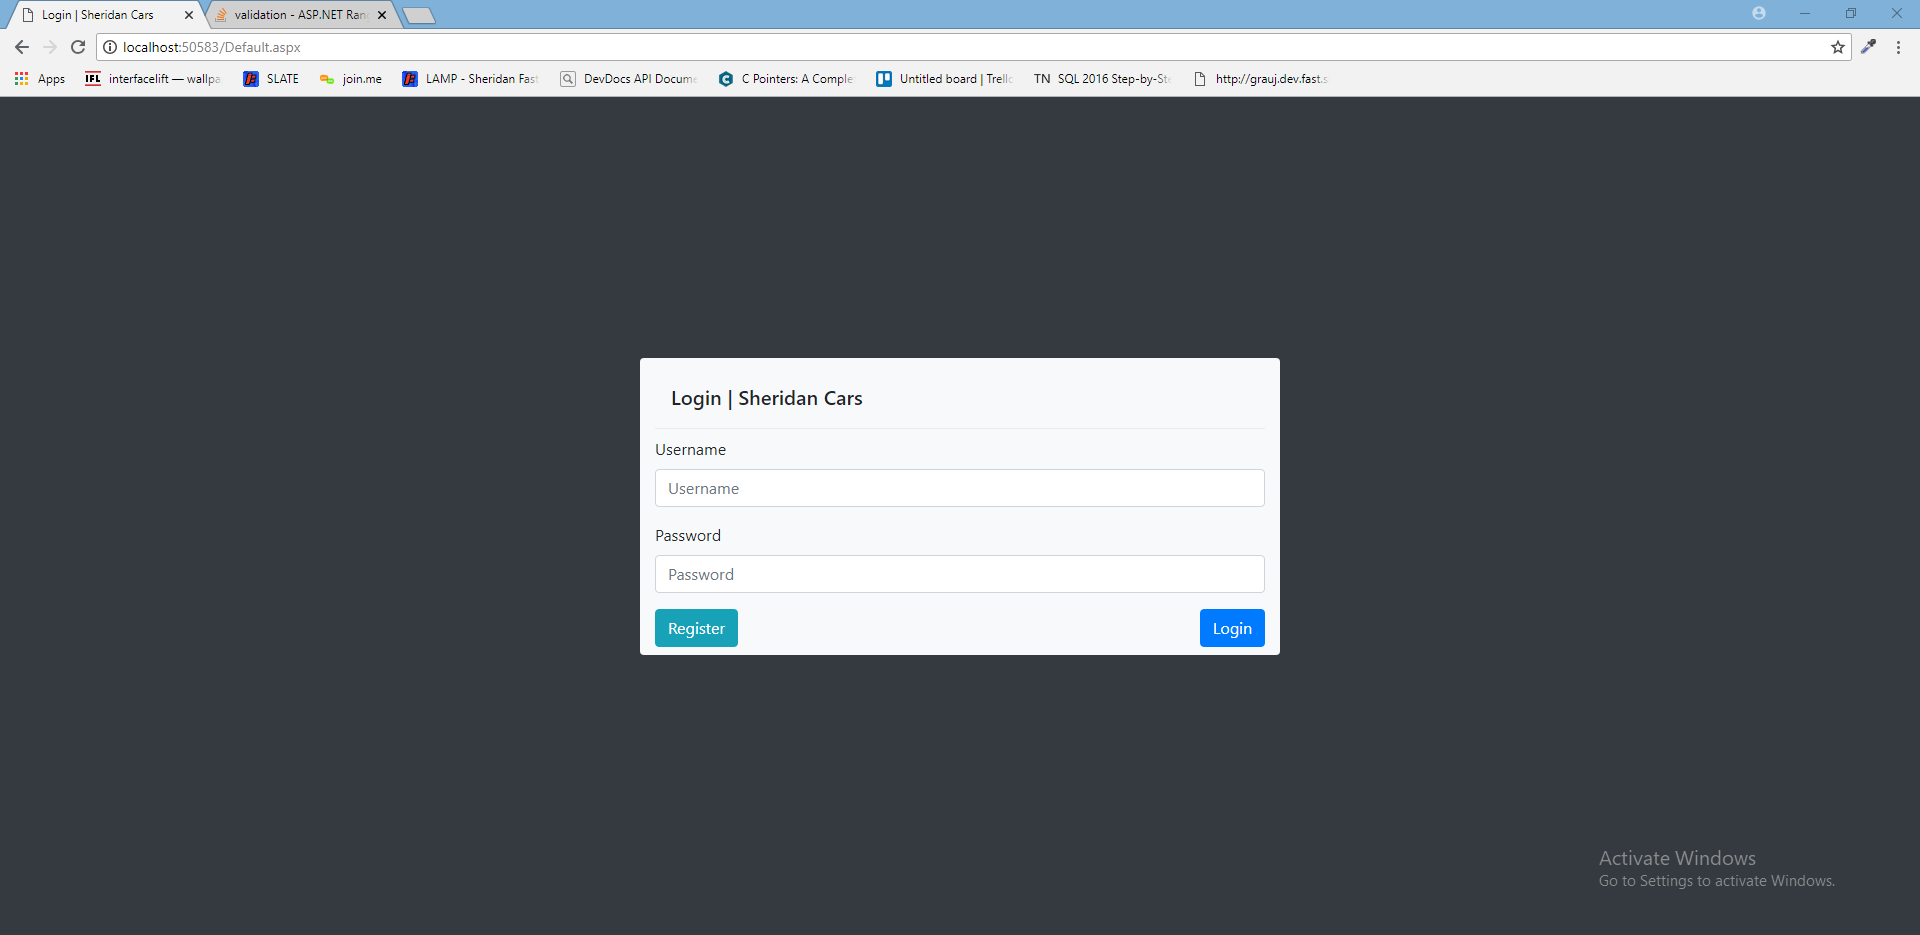 Login | Sheridan Cars
validation - ASP.NET Ran
localhost:50583/Default.aspx
Apps
IFL interfacelift — wallpa
SLATE
join.me
LAMP - Sheridan Fast
DevDocs API Docume
C Pointers: A Comple
Untitled board | Trello
TN SQL 2016 Step-by-St
http://grauj.dev.fast.s
Login | Sheridan Cars
Username
Username
Password
Password
Register
Login
Activate Windows
Go to Settings to activate Windows.